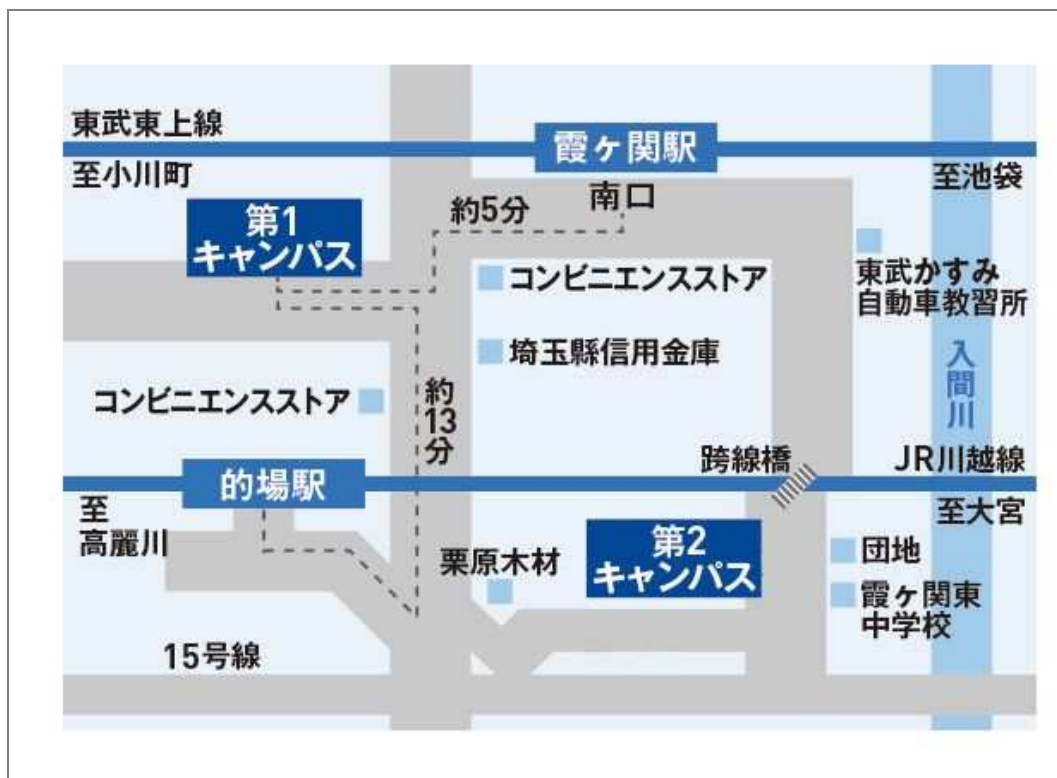 東武東上線
霞ヶ関駅
至小川町
至池袋
南口
約5分
第1
キャンパス
コンビニエンスストア
東武かすみ
自動車教習所
埼玉縣信用金庫
入間川
コンビニエンスストア
約13分
的場駅
跨線橋
JR川越線
至
高麗川
至大宮
栗原木材
第2
キャンパス
団地
霞ヶ関東
中学校
15号線